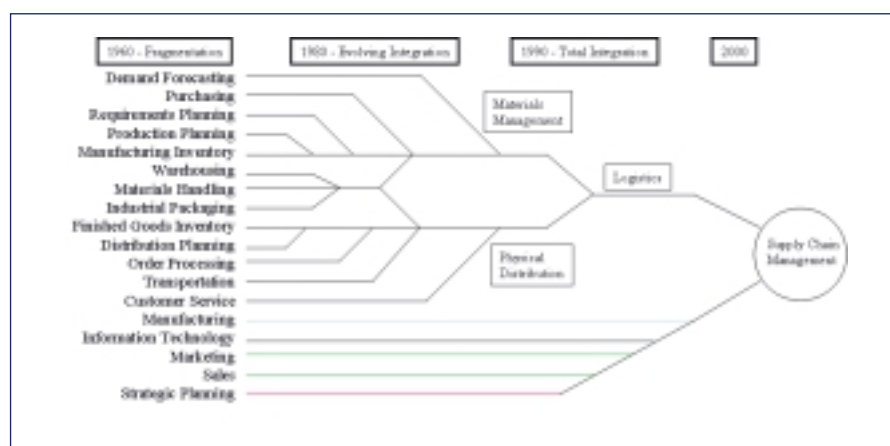 1960 - Fragmentation
1980 - Evolving Integration
1990 - Total Integration
2000
Demand Forecasting
Purchasing
Requirements Planning
Production Planning
Manufacturing Inventory
Warehousing
Materials Handling
Industrial Packaging
Finished Goods Inventory
Distribution Planning
Order Processing
Transportation
Customer Service
Manufacturing
Information Technology
Marketing
Sales
Strategic Planning
Materials
Management
Logistics
Physical
Distribution
Supply Chain
Management